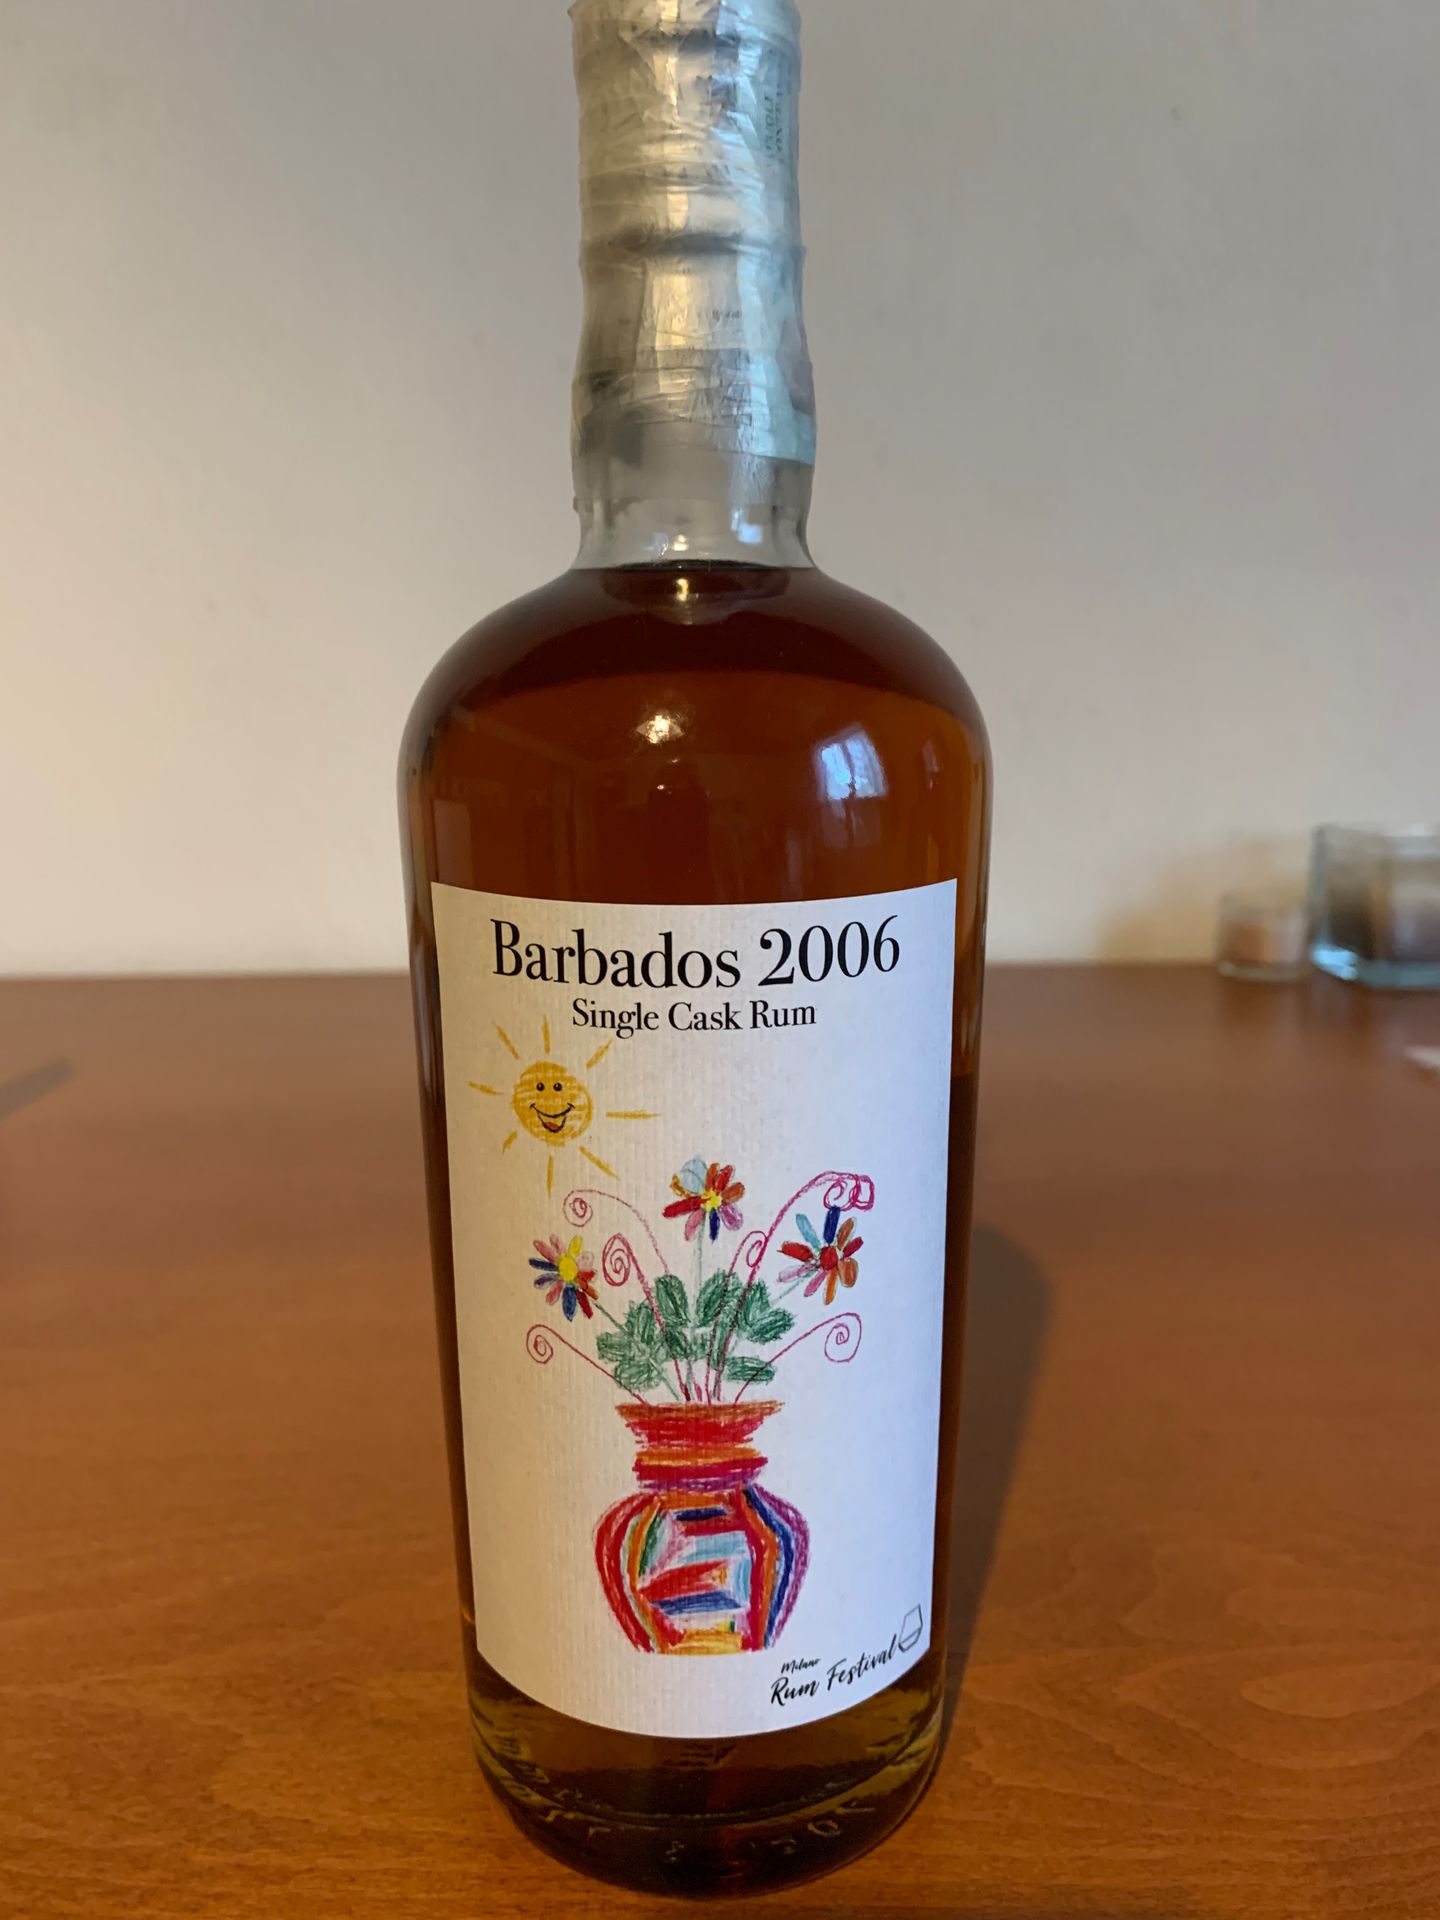 Barbados 2006
Single Cask Rum
Milano
Rum Festival